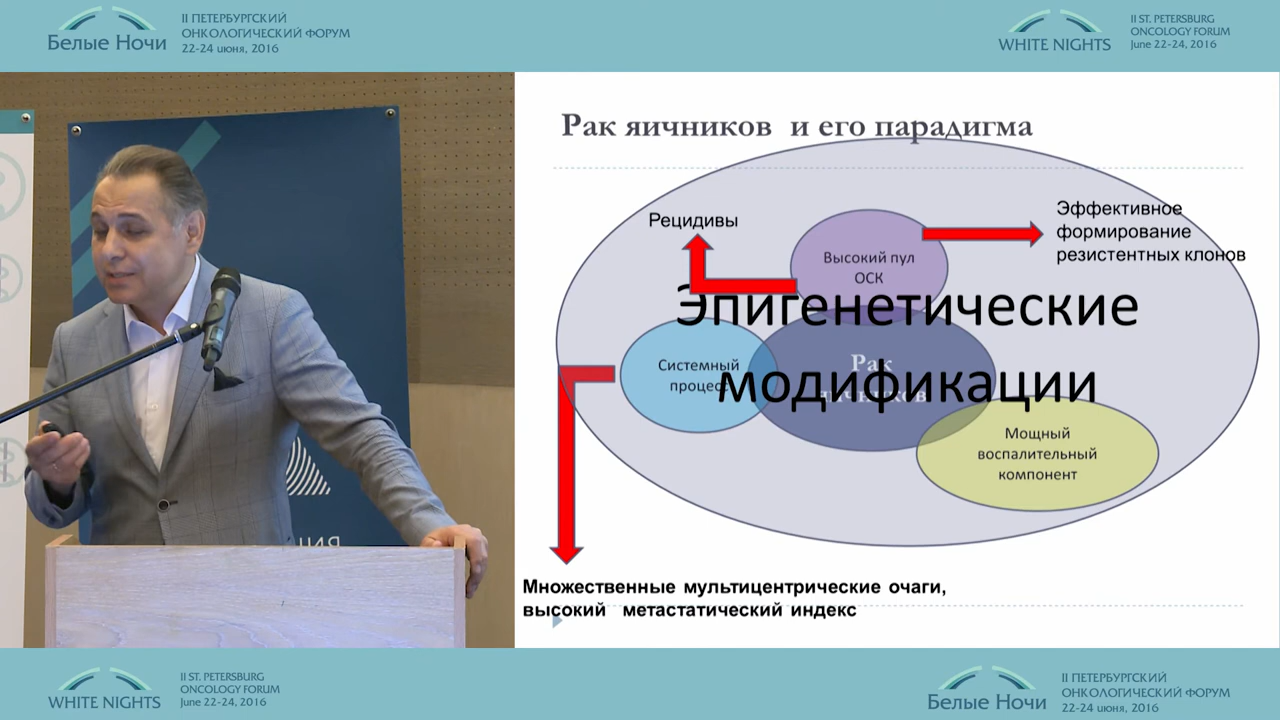 Белые Ночи
II ПЕТЕРБУРГСКИЙ
ОНКОЛОГИЧЕСКИЙ ФОРУМ
22-24 июня, 2016
WHITE NIGHTS
II ST. PETERSBURG
ONCOLOGY FORUM
June 22-24, 2016
Рак яичников и его парадигма
Рецидивы
Высокий пул
ОСК
Эффективное
формирование
резистентных клонов
Эпигенетические
модификации
Системный
процесс
Рак
яичников
Мощный
воспалительный
компонент
Множественные мультицентрические очаги,
высокий метастатический индекс
WHITE NIGHTS
II ST. PETERSBURG
ONCOLOGY FORUM
June 22-24, 2016
Белые Ночи
II ПЕТЕРБУРГСКИЙ
ОНКОЛОГИЧЕСКИЙ ФОРУМ
22-24 июня, 2016